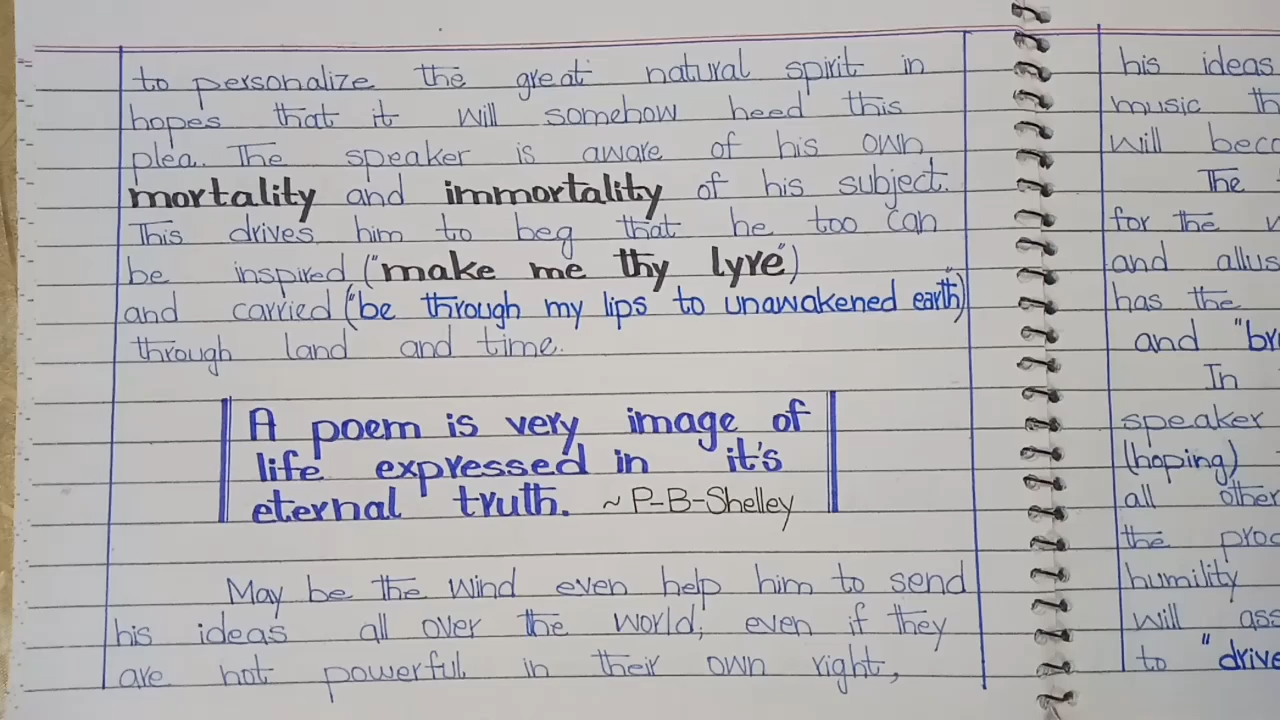 to personalize the great natural spirit in
hopes that it will somehow heed this
plea. The speaker is aware of his own
mortality and immortality of his subject.
This drives him to beg that he too can
be inspired ("make me thy lyre")
and carried ("be through my lips to unawakened earth")
through land and time.
A poem is very image of
life expressed in it's
eternal truth. ~ P-B-Shelley
May be the wind even help him to send
his ideas all over the world, even if they
are not powerful in their own right,
his ideas
music
will
The
for the
and
has the
and
In
speaker
(hoping)
all other
the
humility
will
to "drive